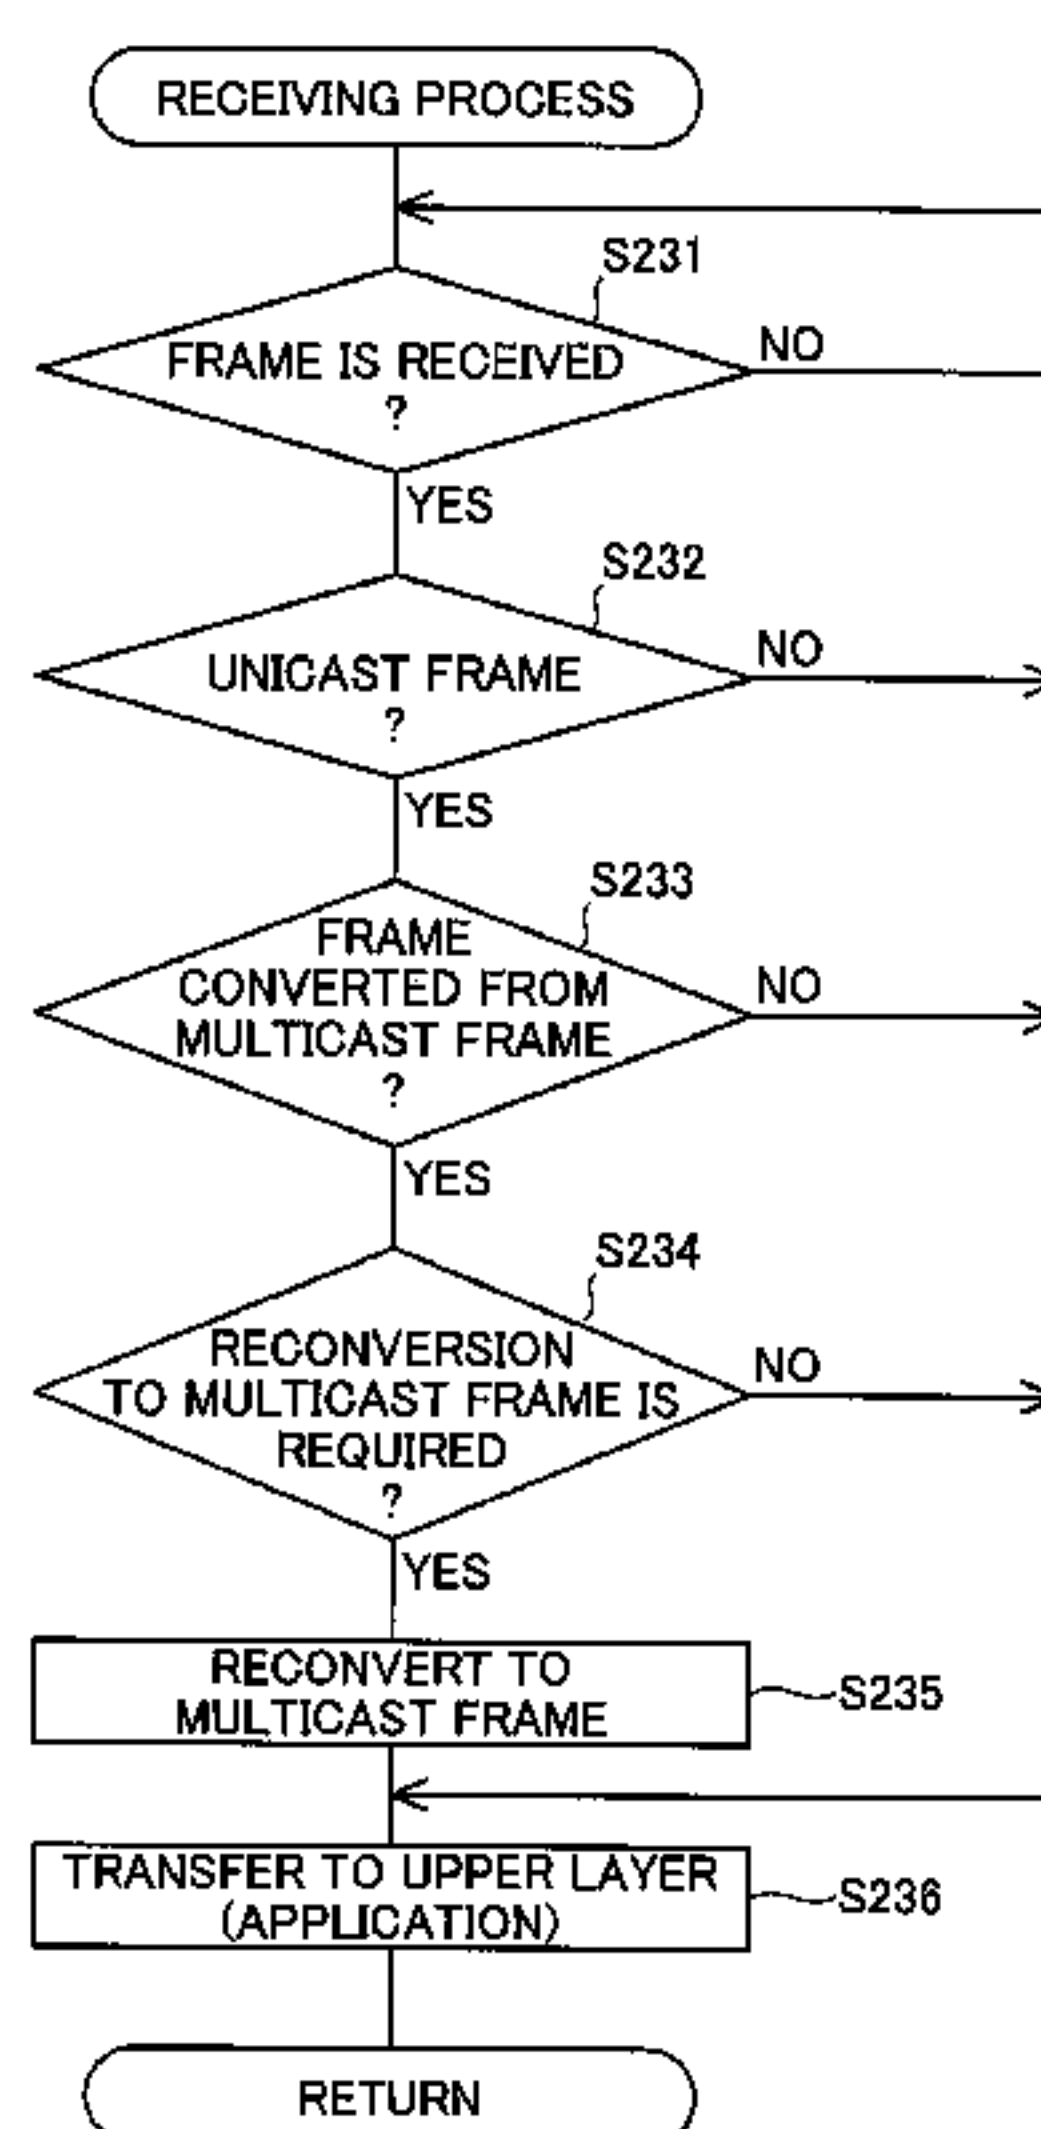 RECEIVING PROCESS
S231
FRAME IS RECEIVED
?
NO
YES
S232
UNICAST FRAME
?
NO
YES
S233
FRAME
CONVERTED FROM
MULTICAST FRAME
?
NO
YES
S234
RECONVERSION
TO MULTICAST FRAME IS
REQUIRED
?
NO
YES
RECONVERT TO
MULTICAST FRAME
S235
TRANSFER TO UPPER LAYER
(APPLICATION)
S236
RETURN